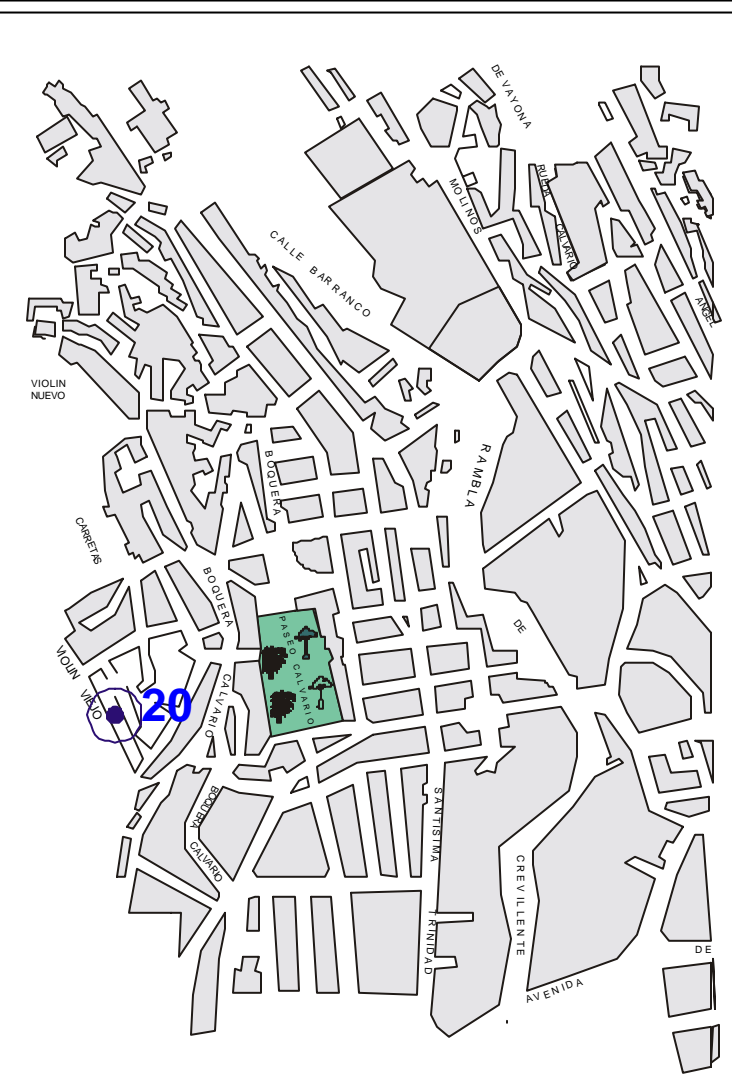 DE VAYONA
MOLINOS
RUEDA
CALVARIO
CALLE BARRANCO
ANGEL
VIOLIN
NUEVO
RAMBLA
BOQUERA
CARRETAS
BOQUERA
DE
PASEO CALVARIO
VIOLIN VIEJO
20
CALVARIO
BOQUERA
CALVARIO
SANTISIMA
TRINIDAD
CREVILLENTE
DE
AVENIDA